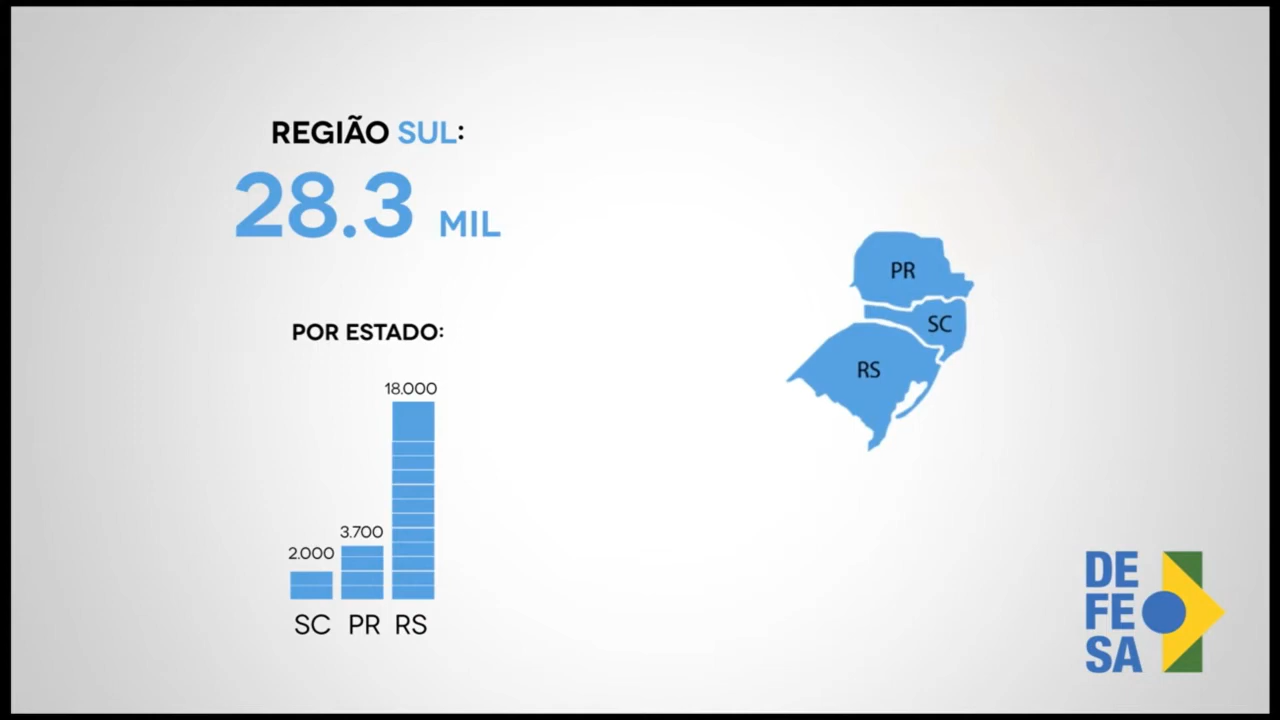 REGIÃO SUL:
28.3 MIL
POR ESTADO:
18.000
3.700
2.000
SC PR RS
PR
SC
RS
DE
FE
SA